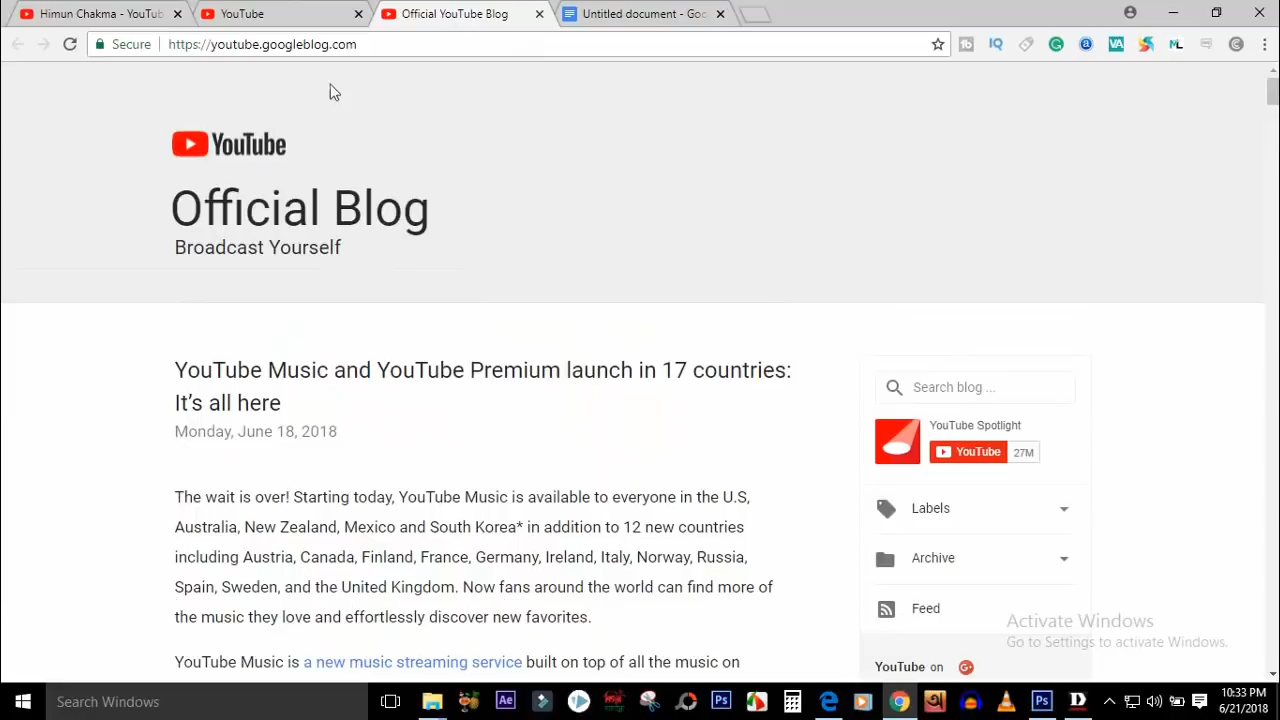 Himun Chakma - YouTub
YouTube
Official YouTube Blog
Untitled document - Goo
Secure
https://youtube.googleblog.com
YouTube
Official Blog
Broadcast Yourself
YouTube Music and YouTube Premium launch in 17 countries:
It’s all here
Monday, June 18, 2018
The wait is over! Starting today, YouTube Music is available to everyone in the U.S,
Australia, New Zealand, Mexico and South Korea* in addition to 12 new countries
including Austria, Canada, Finland, France, Germany, Ireland, Italy, Norway, Russia,
Spain, Sweden, and the United Kingdom. Now fans around the world can find more of
the music they love and effortlessly discover new favorites.
YouTube Music is a new music streaming service built on top of all the music on
Search blog ...
YouTube Spotlight
YouTube 27M
Labels
Archive
Feed
YouTube on
Activate Windows
Go to Settings to activate Windows.
Search Windows
10:33 PM
6/21/2018